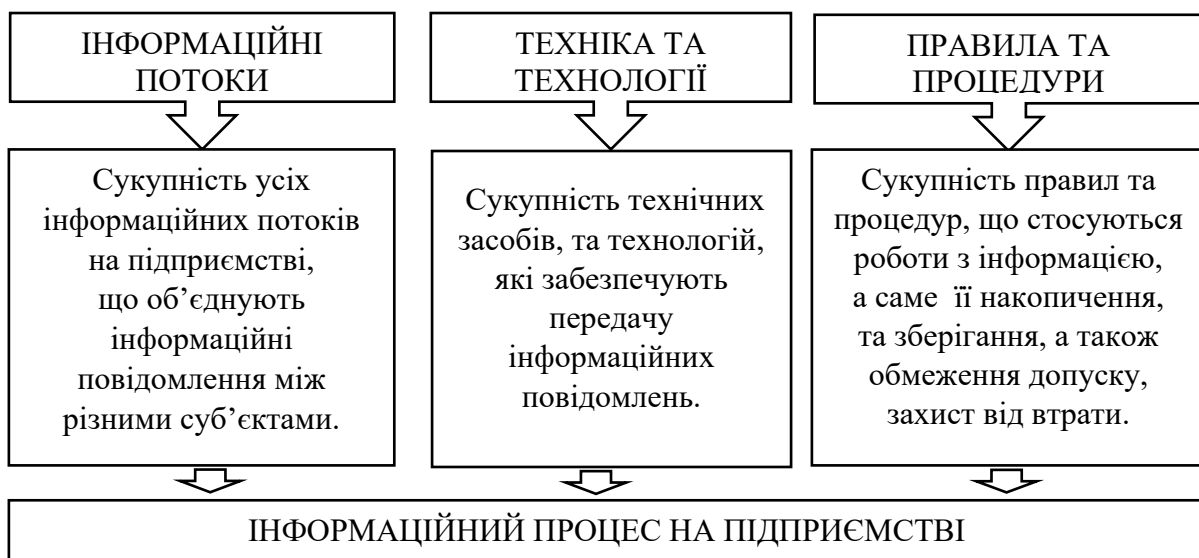 ІНФОРМАЦІЙНІ
ПОТОКИ
ТЕХНІКА ТА
ТЕХНОЛОГІЇ
ПРАВИЛА ТА
ПРОЦЕДУРИ
Сукупність усіх
інформаційних потоків
на підприємстві,
що об’єднують
інформаційні
повідомлення між
різними суб’єктами.
Сукупність технічних
засобів, та технологій,
які забезпечують
передачу
інформаційних
повідомлень.
Сукупність правил та
процедур, що стосуються
роботи з інформацією,
а саме її накопичення,
та зберігання, а також
обмеження допуску,
захист від втрати.
ІНФОРМАЦІЙНИЙ ПРОЦЕС НА ПІДПРИЄМСТВІ